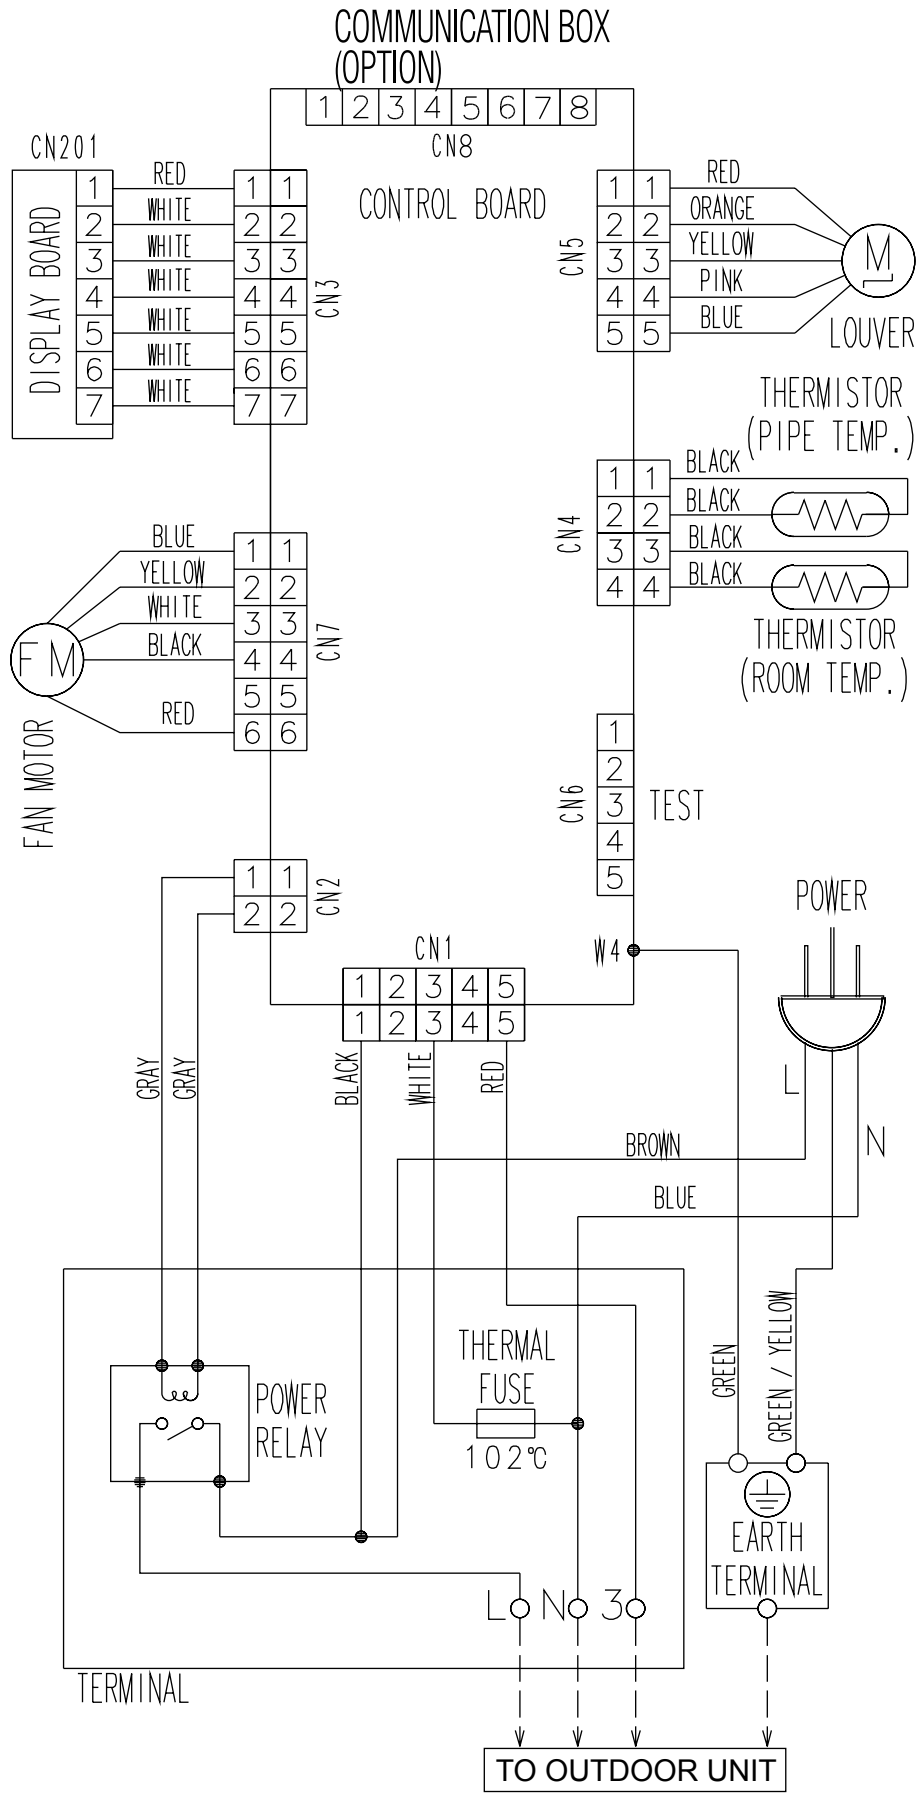 COMMUNICATION BOX
(OPTION)
1 2 3 4 5 6 7 8
CN8
CONTROL BOARD
CN201
DISPLAY BOARD
1 RED 1 1
2 WHITE 2 2
3 WHITE 3 3
4 WHITE 4 4
5 WHITE 5 5
6 WHITE 6 6
7 WHITE 7 7
CN3
CN5
1 1 RED
2 2 ORANGE
3 3 YELLOW
4 4 PINK
5 5 BLUE
M
LOUVER
THERMISTOR
(PIPE TEMP.)
CN4
1 1 BLACK
2 2 BLACK
3 3 BLACK
4 4 BLACK
THERMISTOR
(ROOM TEMP.)
BLUE 1 1
YELLOW 2 2
WHITE 3 3
BLACK 4 4
5 5
RED 6 6
CN7
FM
FAN MOTOR
CN6
1
2
3
4
5
TEST
1 1
2 2
CN2
POWER
W4
CN1
1 2 3 4 5
1 2 3 4 5
GRAY
GRAY
BLACK
WHITE
RED
L
N
BROWN
BLUE
GREEN
GREEN / YELLOW
POWER
RELAY
THERMAL
FUSE
102℃
EARTH
TERMINAL
L N 3
TERMINAL
TO OUTDOOR UNIT